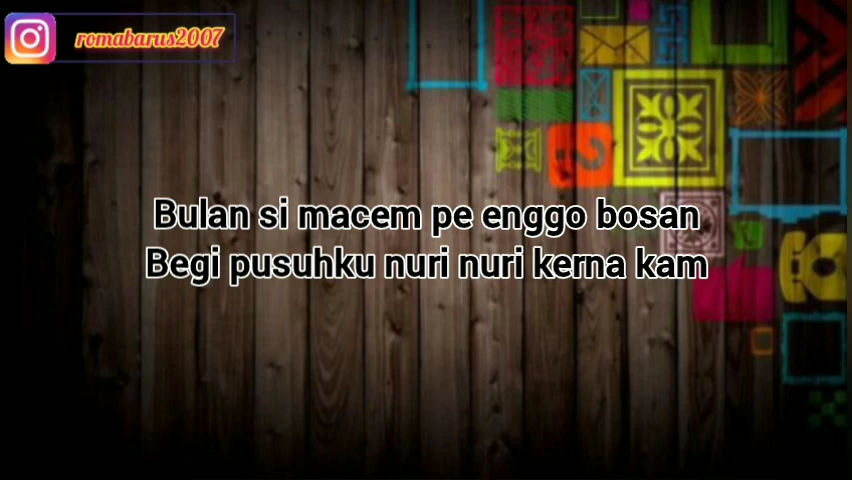 romabarus2007
Bulan si macem pe enggo bosan
Begi pusuhku nuri nuri kerna kam